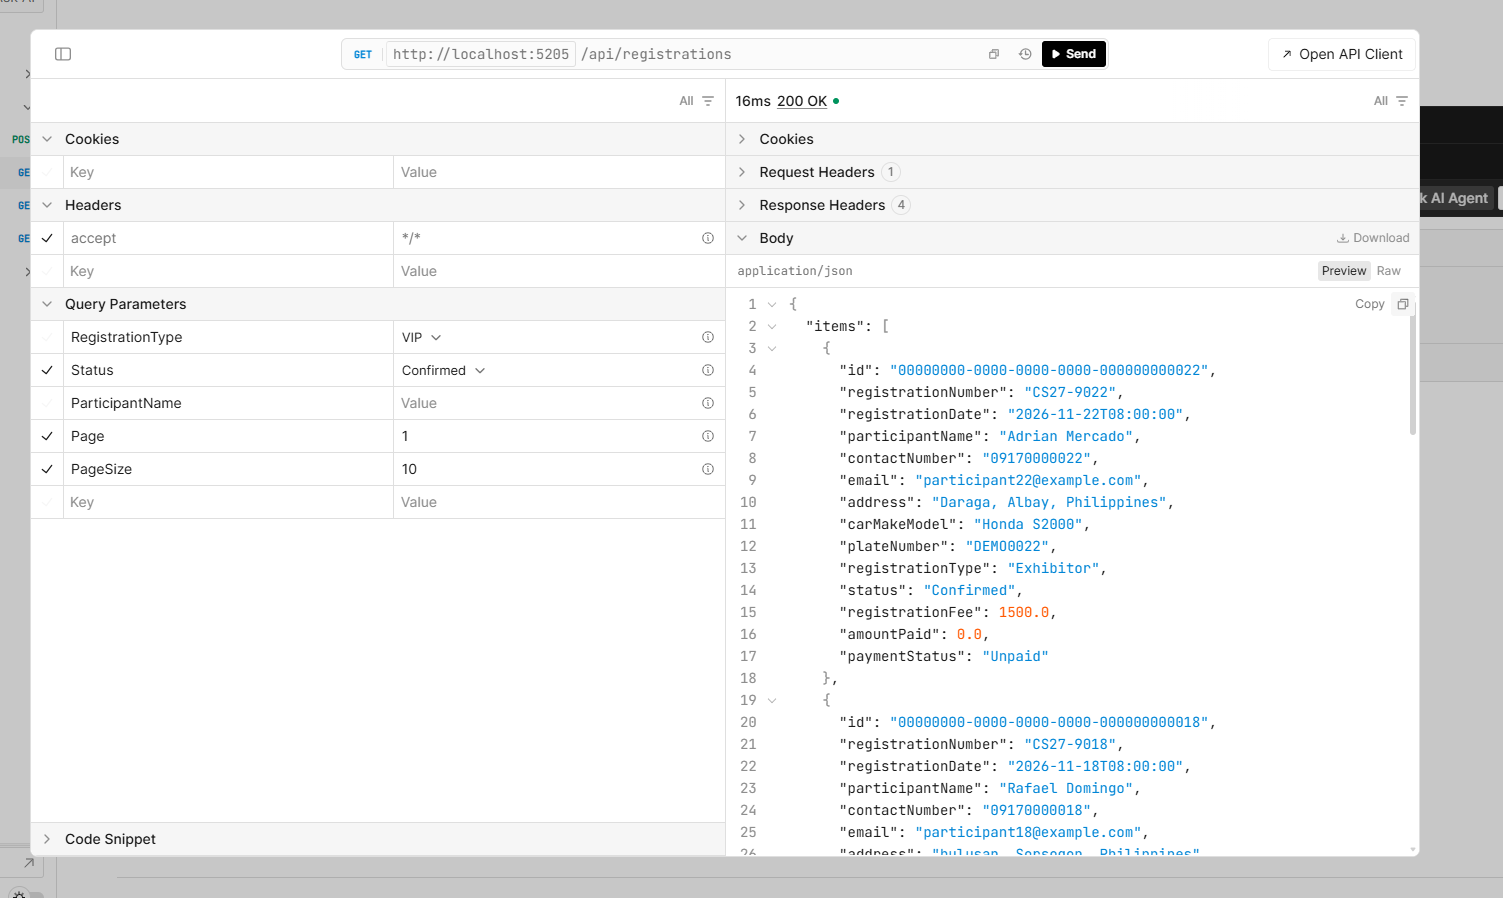 GET http://localhost:5205 /api/registrations Send
Open API Client
All
16ms 200 OK All
POS
GE
GE
GE
Cookies
Key Value
Headers
accept */*
Key Value
Query Parameters
RegistrationType VIP
Status Confirmed
ParticipantName Value
Page 1
PageSize 10
Key Value
Code Snippet
Cookies
Request Headers 1
Response Headers 4
Body Download
application/json Preview Raw
Copy
1 {
2 "items": [
3 {
4 "id": "00000000-0000-0000-0000-000000000022",
5 "registrationNumber": "CS27-9022",
6 "registrationDate": "2026-11-22T08:00:00",
7 "participantName": "Adrian Mercado",
8 "contactNumber": "09170000022",
9 "email": "participant22@example.com",
10 "address": "Daraga, Albay, Philippines",
11 "carMakeModel": "Honda S2000",
12 "plateNumber": "DEMO0022",
13 "registrationType": "Exhibitor",
14 "status": "Confirmed",
15 "registrationFee": 1500.0,
16 "amountPaid": 0.0,
17 "paymentStatus": "Unpaid"
18 },
19 {
20 "id": "00000000-0000-0000-0000-000000000018",
21 "registrationNumber": "CS27-9018",
22 "registrationDate": "2026-11-18T08:00:00",
23 "participantName": "Rafael Domingo",
24 "contactNumber": "09170000018",
25 "email": "participant18@example.com",
26 "address": "bulusan, Sorsogon, Philippines"
k AI Agent